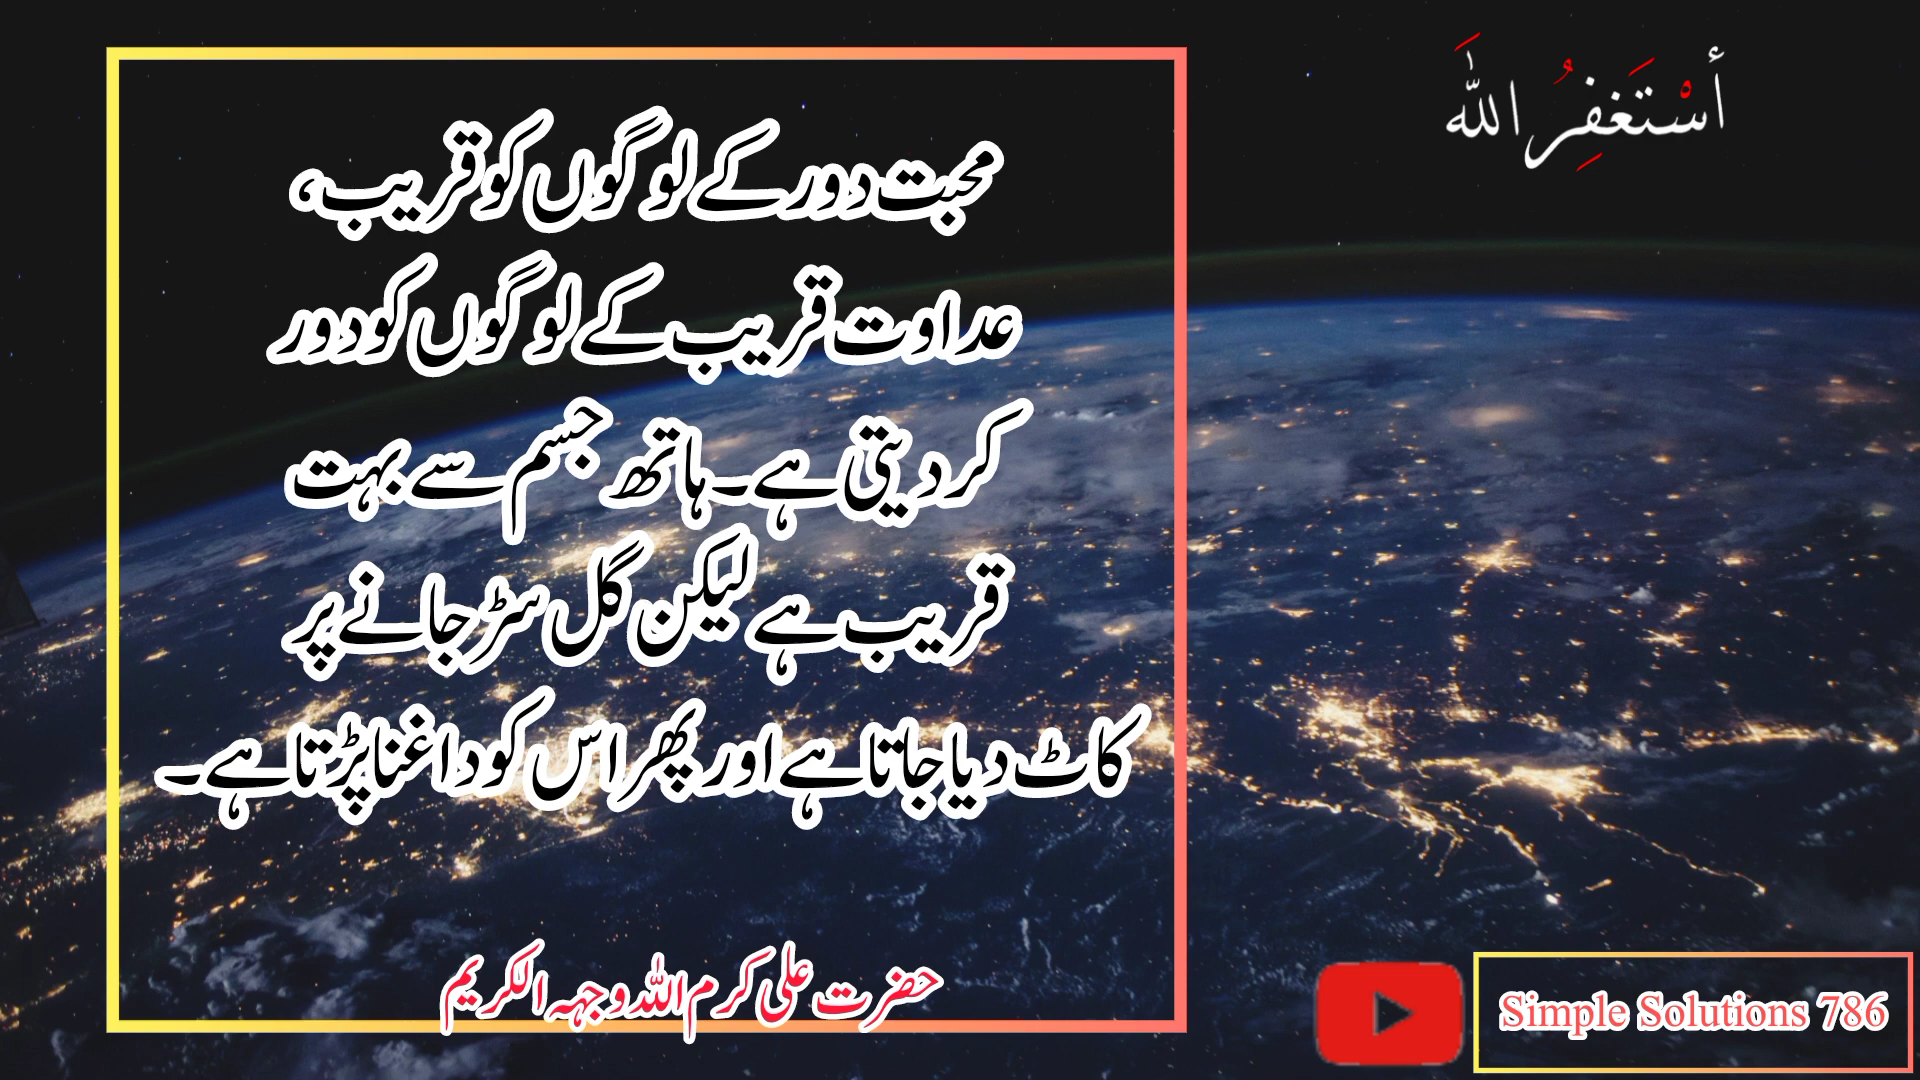 أَسْتَغْفِرُ اللَّهَ
محبت دور کے لوگوں کو قریب،
عداوت قریب کے لوگوں کو دور
کردیتی ہے۔ ہاتھ جسم سے بہت
قریب ہے لیکن گل سڑ جانے پر
کاٹ دیا جاتا ہے اور پھر اس کو داغنا پڑتا ہے۔
حضرت علی کرم اللہ وجہہ الکریم
Simple Solutions 786